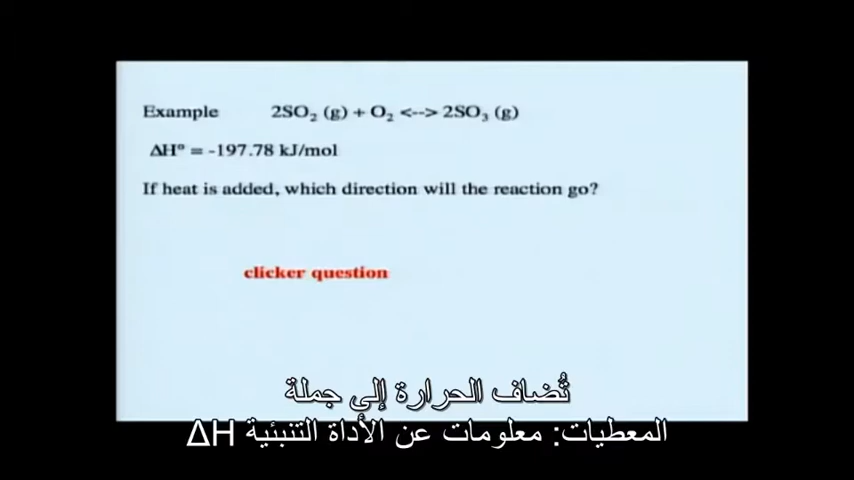 Example 2SO₂ (g) + O₂ <--> 2SO₃ (g)
ΔHº = -197.78 kJ/mol
If heat is added, which direction will the reaction go?
clicker question
تُضاف الحرارة إلى جملة
المعطيات: معلومات عن الأداة التنبئية ΔH